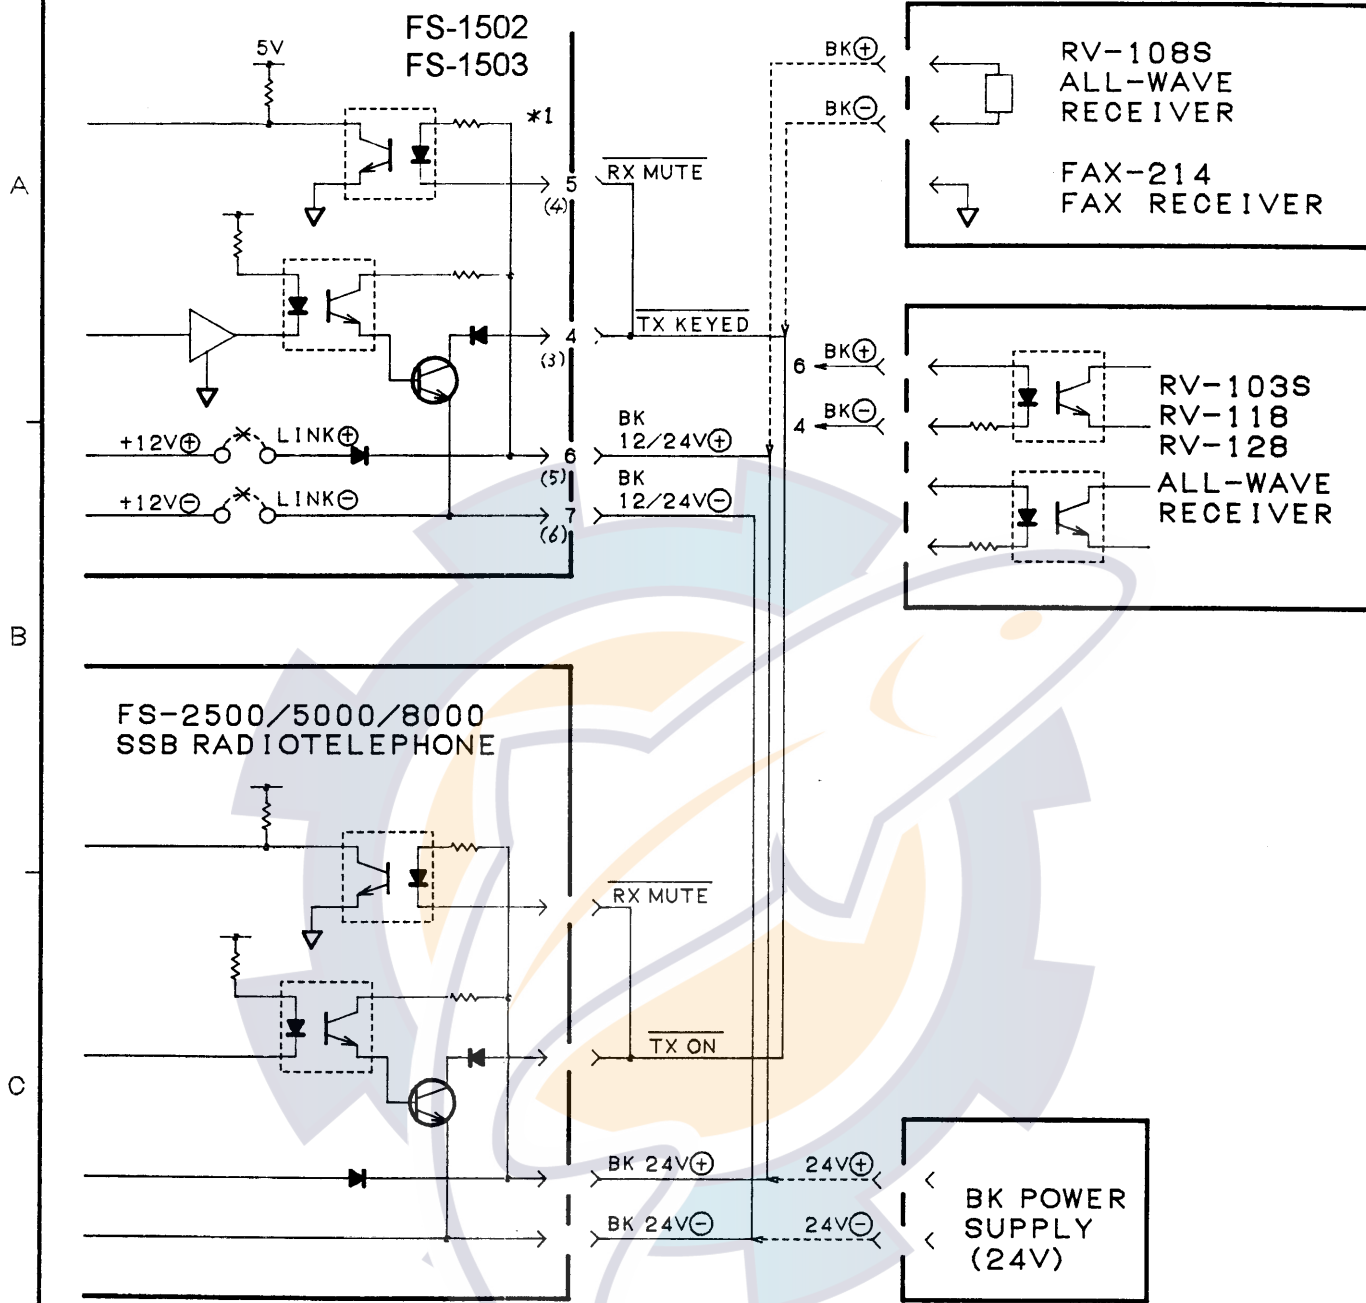 FS-1502
FS-1503
5V
*1
5
(4)
RX MUTE
4
(3)
TX KEYED
+12V⊕
LINK⊕
6
(5)
BK
12/24V⊕
+12V⊖
LINK⊖
7
(6)
BK
12/24V⊖
BK⊕
BK⊖
RV-108S
ALL-WAVE
RECEIVER
FAX-214
FAX RECEIVER
6
BK⊕
4
BK⊖
RV-103S
RV-118
RV-128
ALL-WAVE
RECEIVER
A
B
C
FS-2500/5000/8000
SSB RADIOTELEPHONE
RX MUTE
TX ON
BK 24V⊕
24V⊕
BK 24V⊖
24V⊖
BK POWER
SUPPLY
(24V)